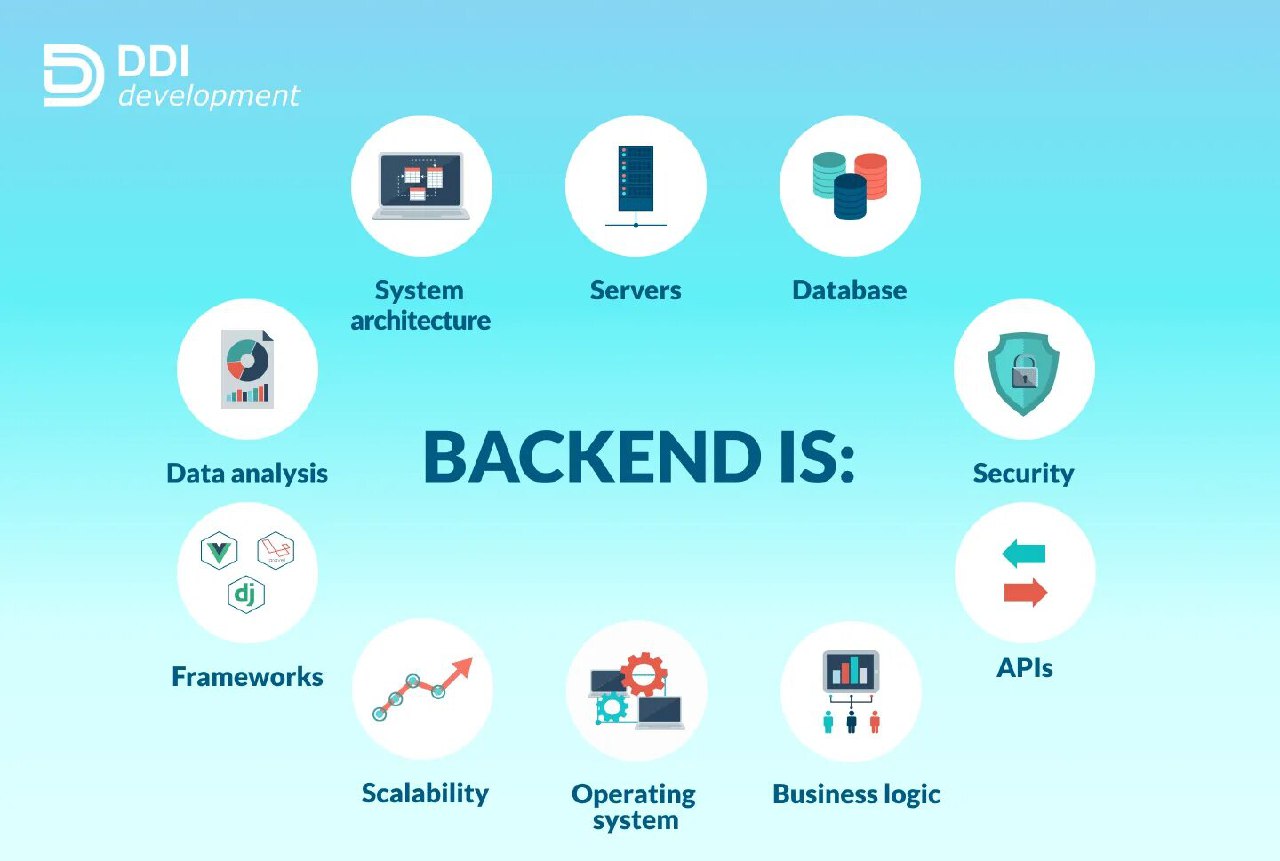 DDI
development
System
architecture
Servers
Database
Data analysis
BACKEND IS:
Security
dj
Frameworks
APIs
Scalability
Operating
system
Business logic